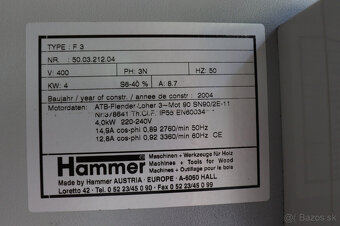 TYPE : F 3
NR. : 50.03.212.04
V: 400 PH: 3N HZ: 50
KW: 4 S6-40 % A: 8.7
Baujahr / year of constr. / annee de constr : 2004
Motordaten: ATB-Flender-Loher 3~Mot 90 SN90/2E-11
Nr.378641 Th.Cl.F. IP55 EN60034
4,0kW 220-240V
14,9A cos-phi 0.89 2760/min 50Hz
12.8A cos-phi 0.92 3360/min 60Hz CE
Hammer
Maschinen + Werkzeuge für Holz
Machines + Tools for Wood
Machines + Outillage pour le bois
Made by Hammer AUSTRIA · EUROPE · A-6060 HALL
Loretto 42 · Tel. 0 52 23/45 0 90 · Fax 0 52 23/45 0 99
Bazos.sk